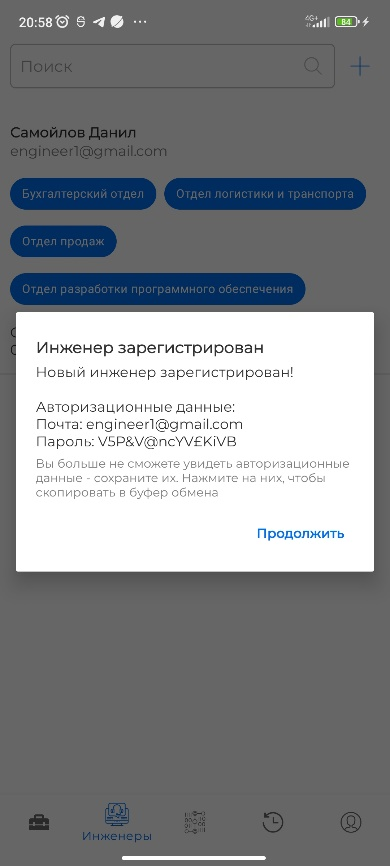 20:58
4G+
84
Поиск
Самойлов Данил
engineer1@gmail.com
Бухгалтерский отдел
Отдел логистики и транспорта
Отдел продаж
Отдел разработки программного обеспечения
Инженер зарегистрирован
Новый инженер зарегистрирован!
Авторизационные данные:
Почта: engineer1@gmail.com
Пароль: V5P&V@ncYV£KiVB
Вы больше не сможете увидеть авторизационные
данные - сохраните их. Нажмите на них, чтобы
скопировать в буфер обмена
Продолжить
Инженеры